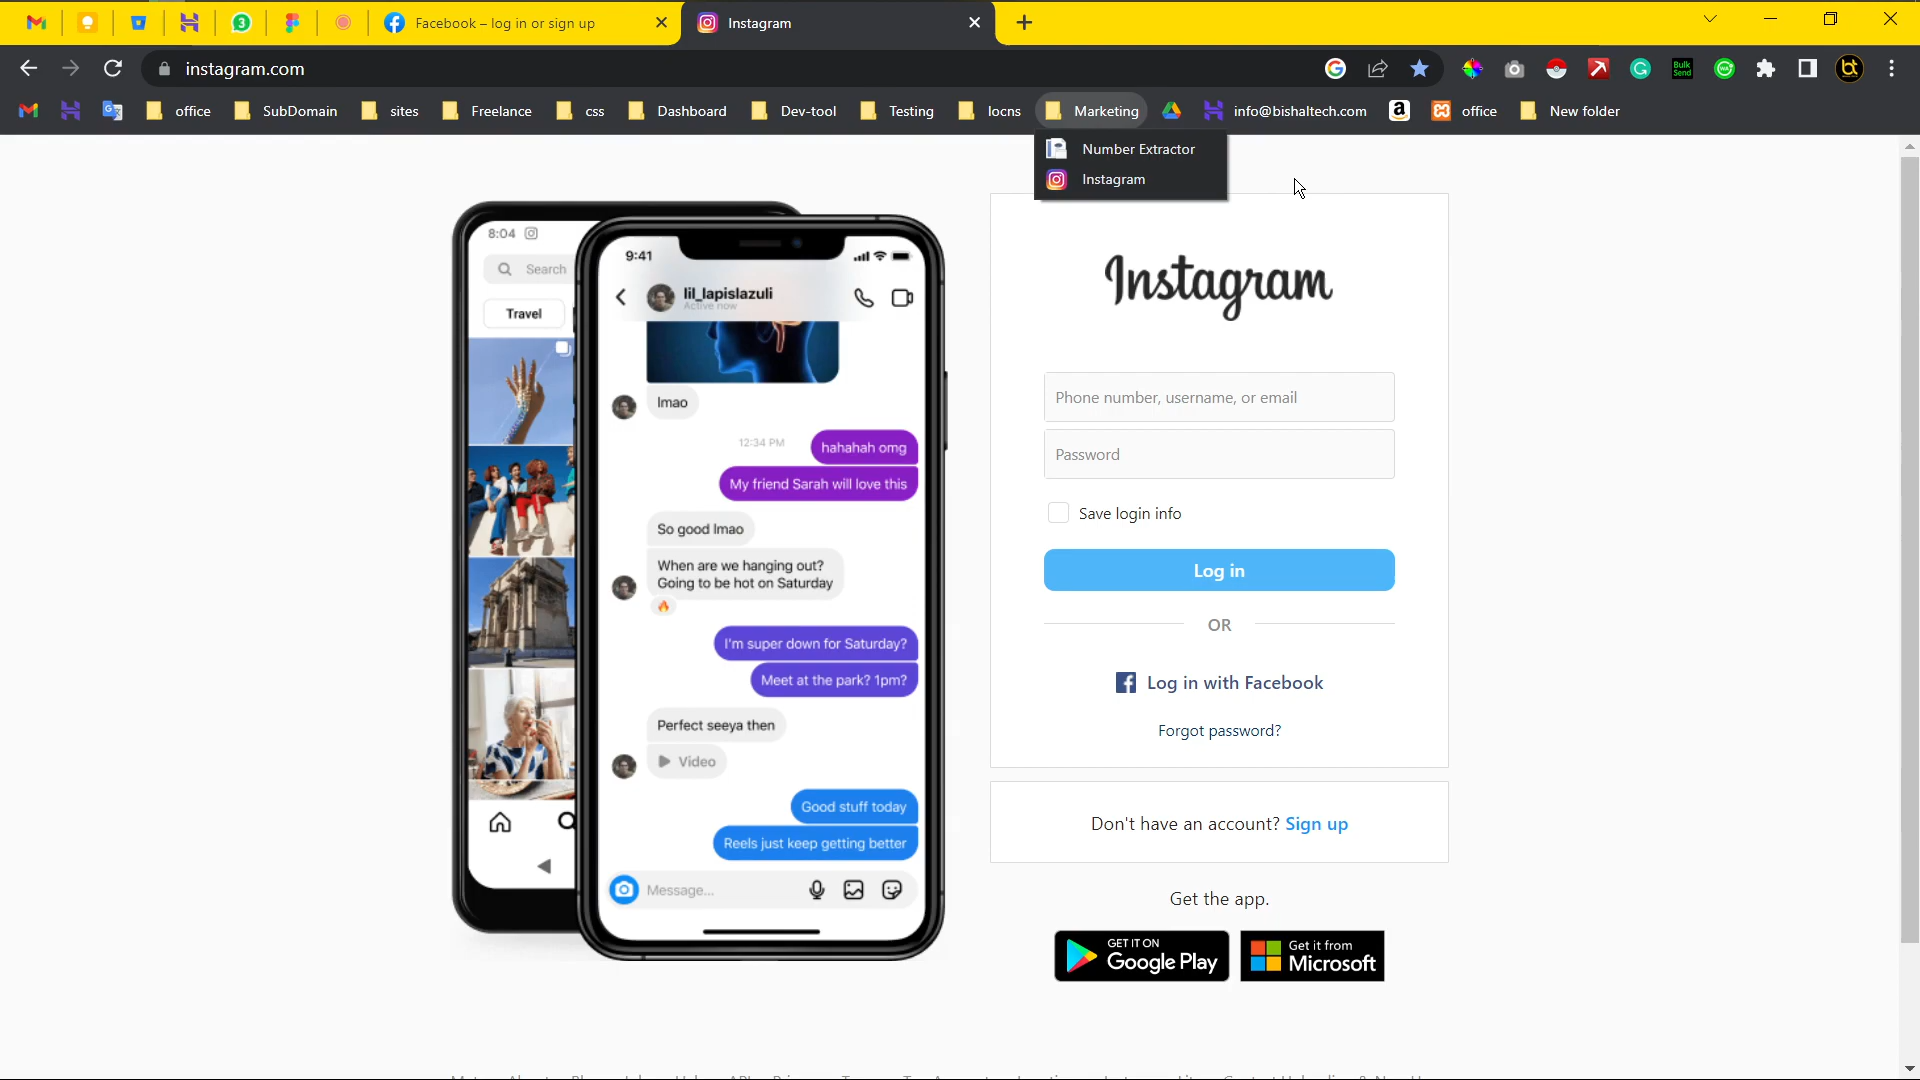 3
Facebook – log in or sign up
Instagram
instagram.com
Bulk Send
bt
office
SubDomain
sites
Freelance
css
Dashboard
Dev-tool
Testing
locns
Marketing
info@bishaltech.com
office
New folder
Number Extractor
Instagram
8:04
Search
Travel
9:41
lil_lapislazuli
Active now
lmao
12:34 PM
hahahah omg
My friend Sarah will love this
So good lmao
When are we hanging out?
Going to be hot on Saturday
I'm super down for Saturday?
Meet at the park? 1pm?
Perfect seeya then
Video
Good stuff today
Reels just keep getting better
Message...
Instagram
Phone number, username, or email
Password
Save login info
Log in
OR
Log in with Facebook
Forgot password?
Don't have an account? Sign up
Get the app.
GET IT ON
Google Play
Get it from
Microsoft